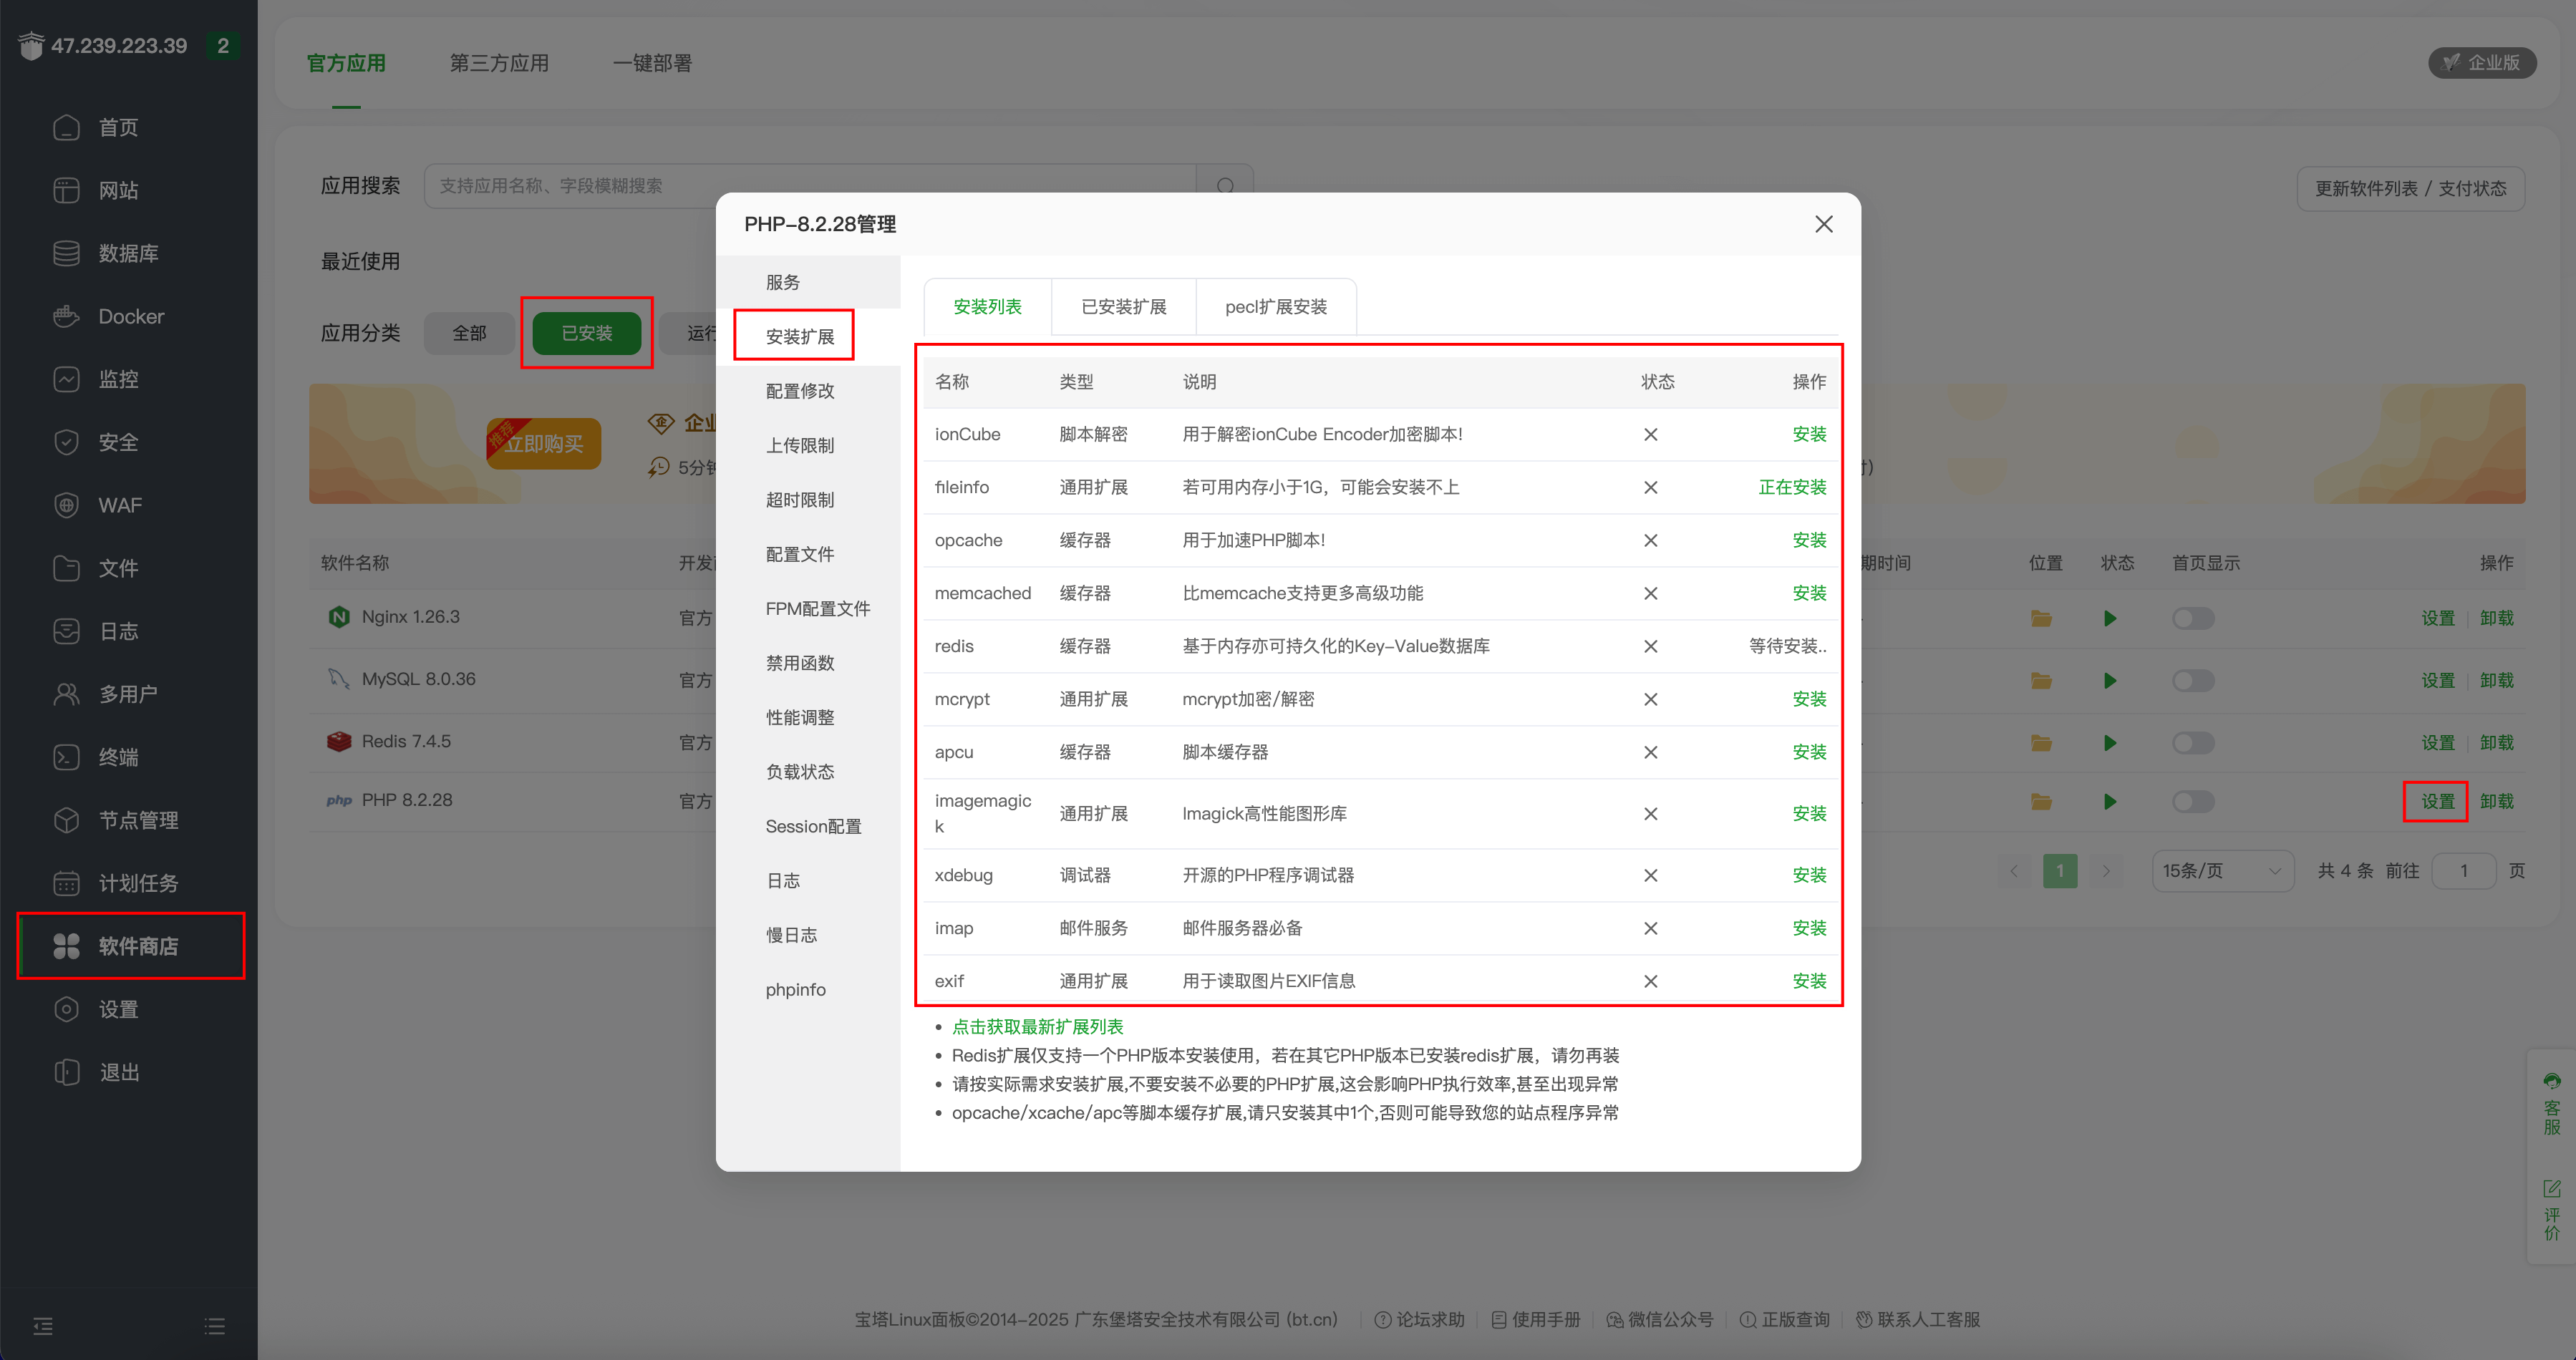 47.239.223.39 2
首页
网站
数据库
Docker
监控
安全
WAF
文件
日志
多用户
终端
节点管理
计划任务
软件商店
设置
退出
官方应用 第三方应用 一键部署
企业版
应用搜索 支持应用名称、字段模糊搜索
更新软件列表 / 支付状态
最近使用
应用分类 全部 已安装 运行
推荐 立即购买
企业
5分钟
软件名称 开发商 期时间 位置 状态 首页显示 操作
Nginx 1.26.3 官方 设置 卸载
MySQL 8.0.36 官方 设置 卸载
Redis 7.4.5 官方 设置 卸载
php PHP 8.2.28 官方 设置 卸载
1 15条/页 共 4 条 前往 1 页
PHP-8.2.28管理
服务
安装扩展
配置修改
上传限制
超时限制
配置文件
FPM配置文件
禁用函数
性能调整
负载状态
Session配置
日志
慢日志
phpinfo
安装列表 已安装扩展 pecl扩展安装
名称 类型 说明 状态 操作
ionCube 脚本解密 用于解密ionCube Encoder加密脚本! 安装
fileinfo 通用扩展 若可用内存小于1G，可能会安装不上 正在安装
opcache 缓存器 用于加速PHP脚本! 安装
memcached 缓存器 比memcache支持更多高级功能 安装
redis 缓存器 基于内存亦可持久化的Key-Value数据库 等待安装..
mcrypt 通用扩展 mcrypt加密/解密 安装
apcu 缓存器 脚本缓存器 安装
imagemagick 通用扩展 Imagick高性能图形库 安装
xdebug 调试器 开源的PHP程序调试器 安装
imap 邮件服务 邮件服务器必备 安装
exif 通用扩展 用于读取图片EXIF信息 安装
点击获取最新扩展列表
Redis扩展仅支持一个PHP版本安装使用，若在其它PHP版本已安装redis扩展，请勿再装
请按实际需求安装扩展,不要安装不必要的PHP扩展,这会影响PHP执行效率,甚至出现异常
opcache/xcache/apc等脚本缓存扩展,请只安装其中1个,否则可能导致您的站点程序异常
客服
评价
宝塔Linux面板©2014-2025 广东堡塔安全技术有限公司 (bt.cn) 论坛求助 使用手册 微信公众号 正版查询 联系人工客服